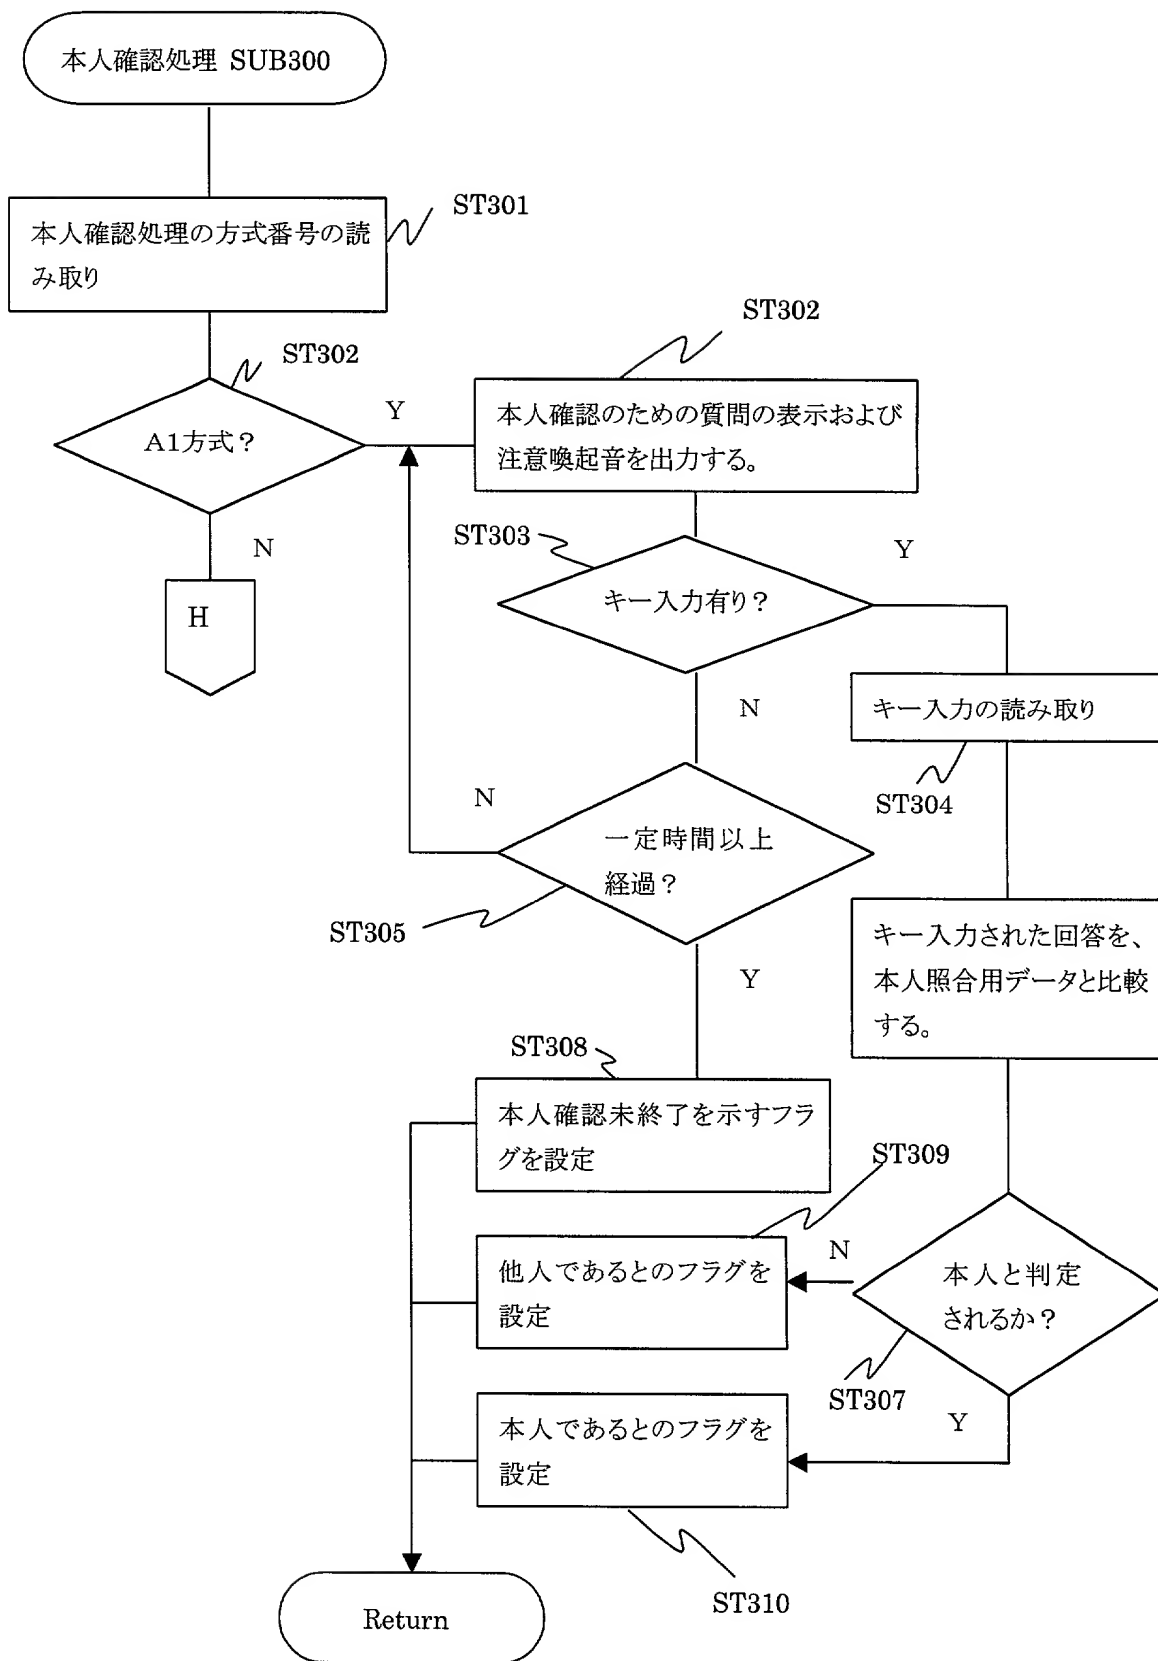 本人確認処理 SUB300
ST301
本人確認処理の方式番号の読
み取り
ST302
ST302
A1方式？
Y
本人確認のための質問の表示および
注意喚起音を出力する。
N
H
ST303
Y
キー入力有り？
N
キー入力の読み取り
ST304
N
一定時間以上
経過？
ST305
Y
キー入力された回答を、
本人照合用データと比較
する。
ST308
本人確認未終了を示すフラ
グを設定
ST309
他人であるとのフラグを
設定
N
本人と判定
されるか？
ST307
Y
本人であるとのフラグを
設定
ST310
Return